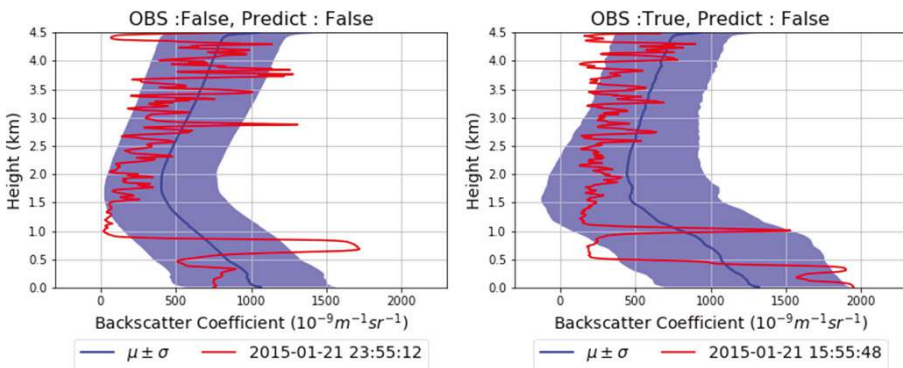 OBS :False, Predict : False
OBS :True, Predict : False
4.5
4.0
3.5
3.0
2.5
2.0
1.5
1.0
0.5
0.0
Height (km)
0 500 1000 1500 2000
Backscatter Coefficient (10⁻⁹m⁻¹sr⁻¹)
μ ± σ 2015-01-21 23:55:12
4.5
4.0
3.5
3.0
2.5
2.0
1.5
1.0
0.5
0.0
Height (km)
0 500 1000 1500 2000
Backscatter Coefficient (10⁻⁹m⁻¹sr⁻¹)
μ ± σ 2015-01-21 15:55:48